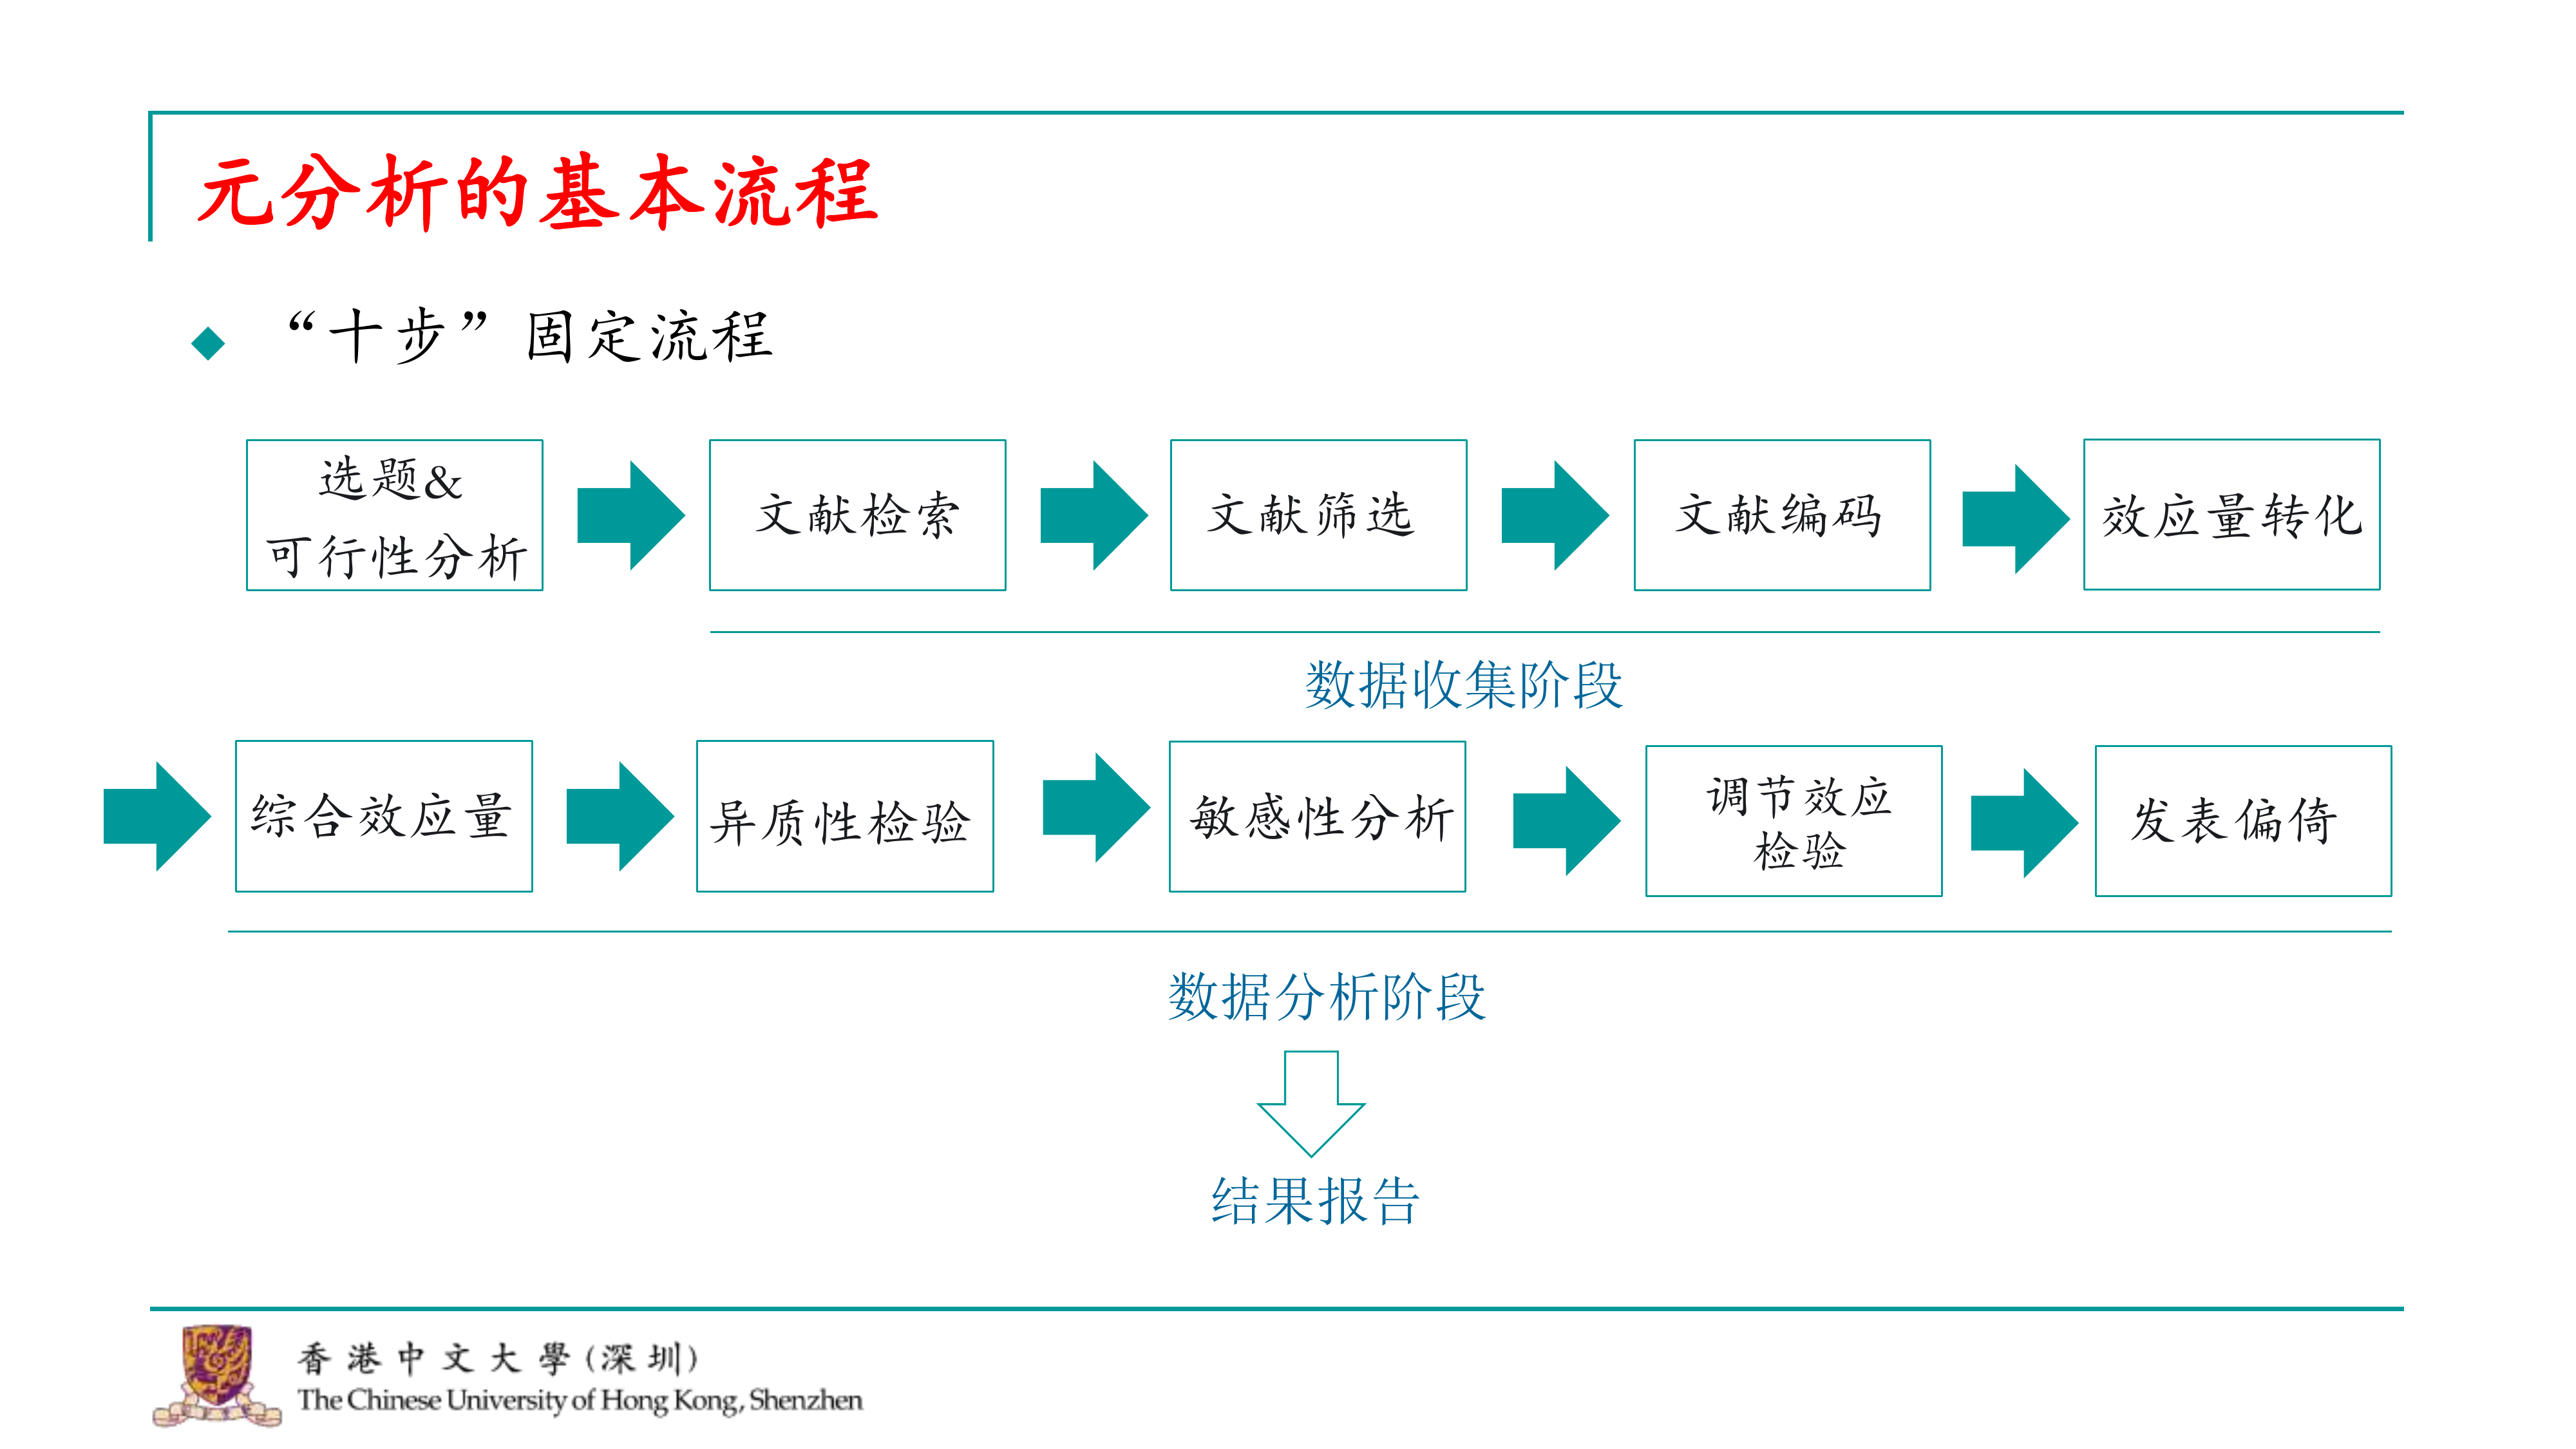 元分析的基本流程
“十步”固定流程
选题&
可行性分析
文献检索
文献筛选
文献编码
效应量转化
数据收集阶段
综合效应量
异质性检验
敏感性分析
调节效应
检验
发表偏倚
数据分析阶段
结果报告
香港中文大學(深圳)
The Chinese University of Hong Kong, Shenzhen